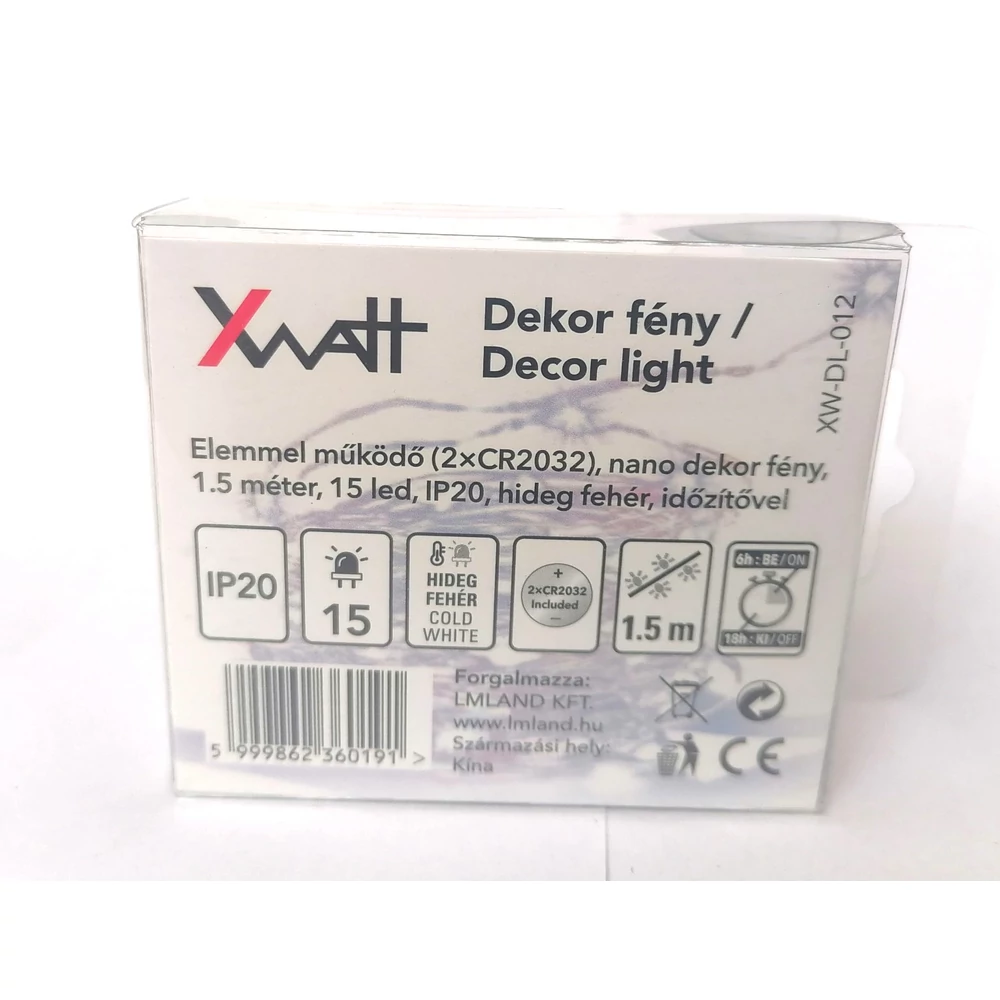 Xwatt
Dekor fény /
Decor light
XW-DL-012
Elemmel működő (2×CR2032), nano dekor fény,
1.5 méter, 15 led, IP20, hideg fehér, időzítővel
IP20
15
HIDEG
FEHÉR
COLD
WHITE
+
2×CR2032
Included
−
1.5 m
6h : BE / ON
18h : KI / OFF
5 999862 360191 >
Forgalmazza:
LMLAND KFT.
www.lmland.hu
Származási hely:
Kína
CE